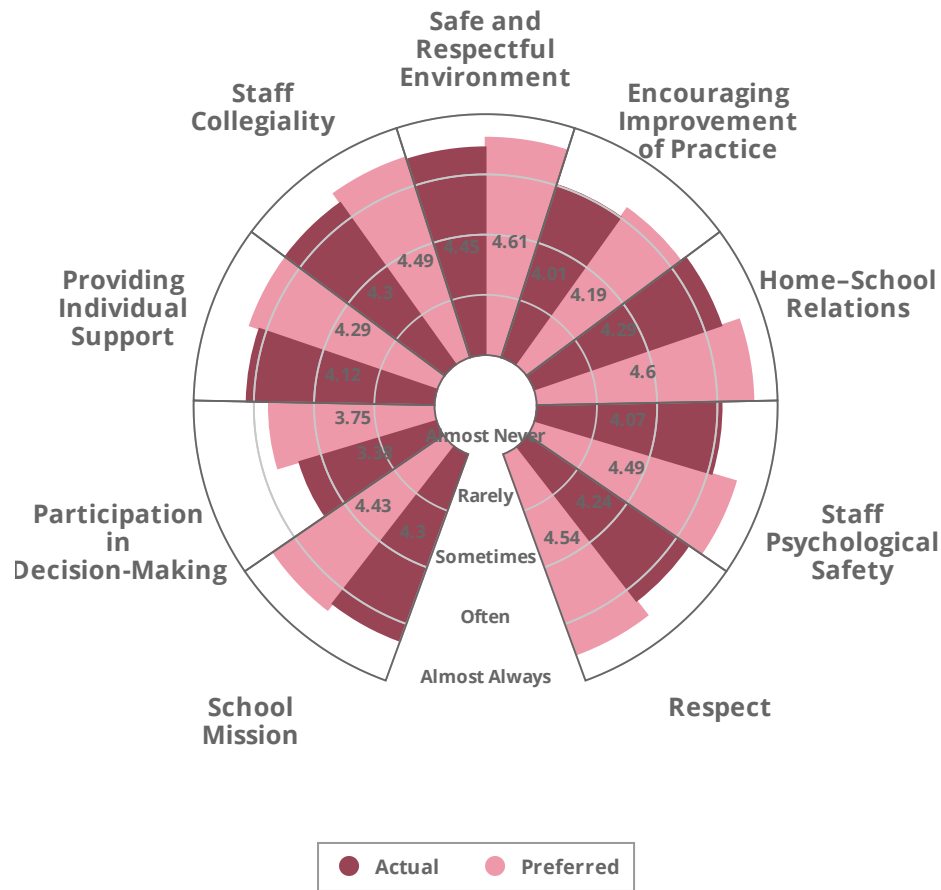 Safe and
Respectful
Environment
Staff
Collegiality
Encouraging
Improvement
of Practice
Providing
Individual
Support
Home–School
Relations
4.45
4.61
4.49
4.01
4.3
4.19
4.29
4.29
4.12
4.6
3.75
4.07
Almost Never
3.38
4.49
Rarely
4.43
4.24
4.3
4.54
Participation
in
Decision-Making
Staff
Psychological
Safety
Sometimes
Often
Almost Always
School
Mission
Respect
Actual
Preferred